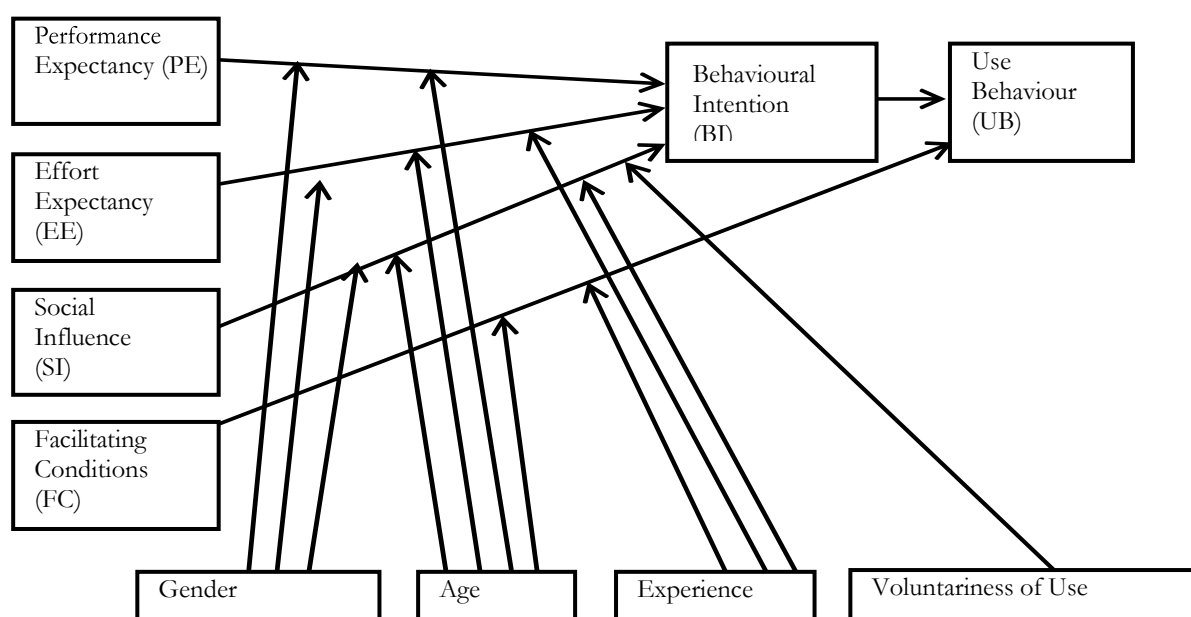 Performance
Expectancy (PE)
Effort
Expectancy
(EE)
Social
Influence
(SI)
Facilitating
Conditions
(FC)
Behavioural
Intention
(BI)
Use
Behaviour
(UB)
Gender
Age
Experience
Voluntariness of Use